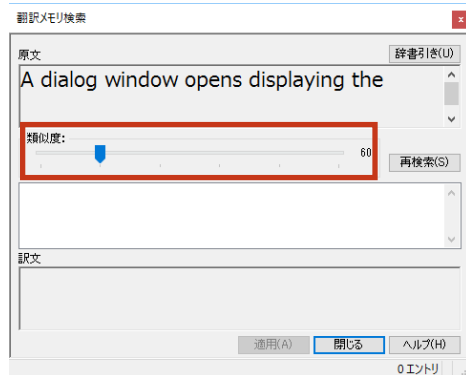 翻訳メモリ検索
原文
辞書引き(U)
A dialog window opens displaying the
類似度:
60
再検索(S)
訳文
適用(A)
閉じる
ヘルプ(H)
0 エントリ